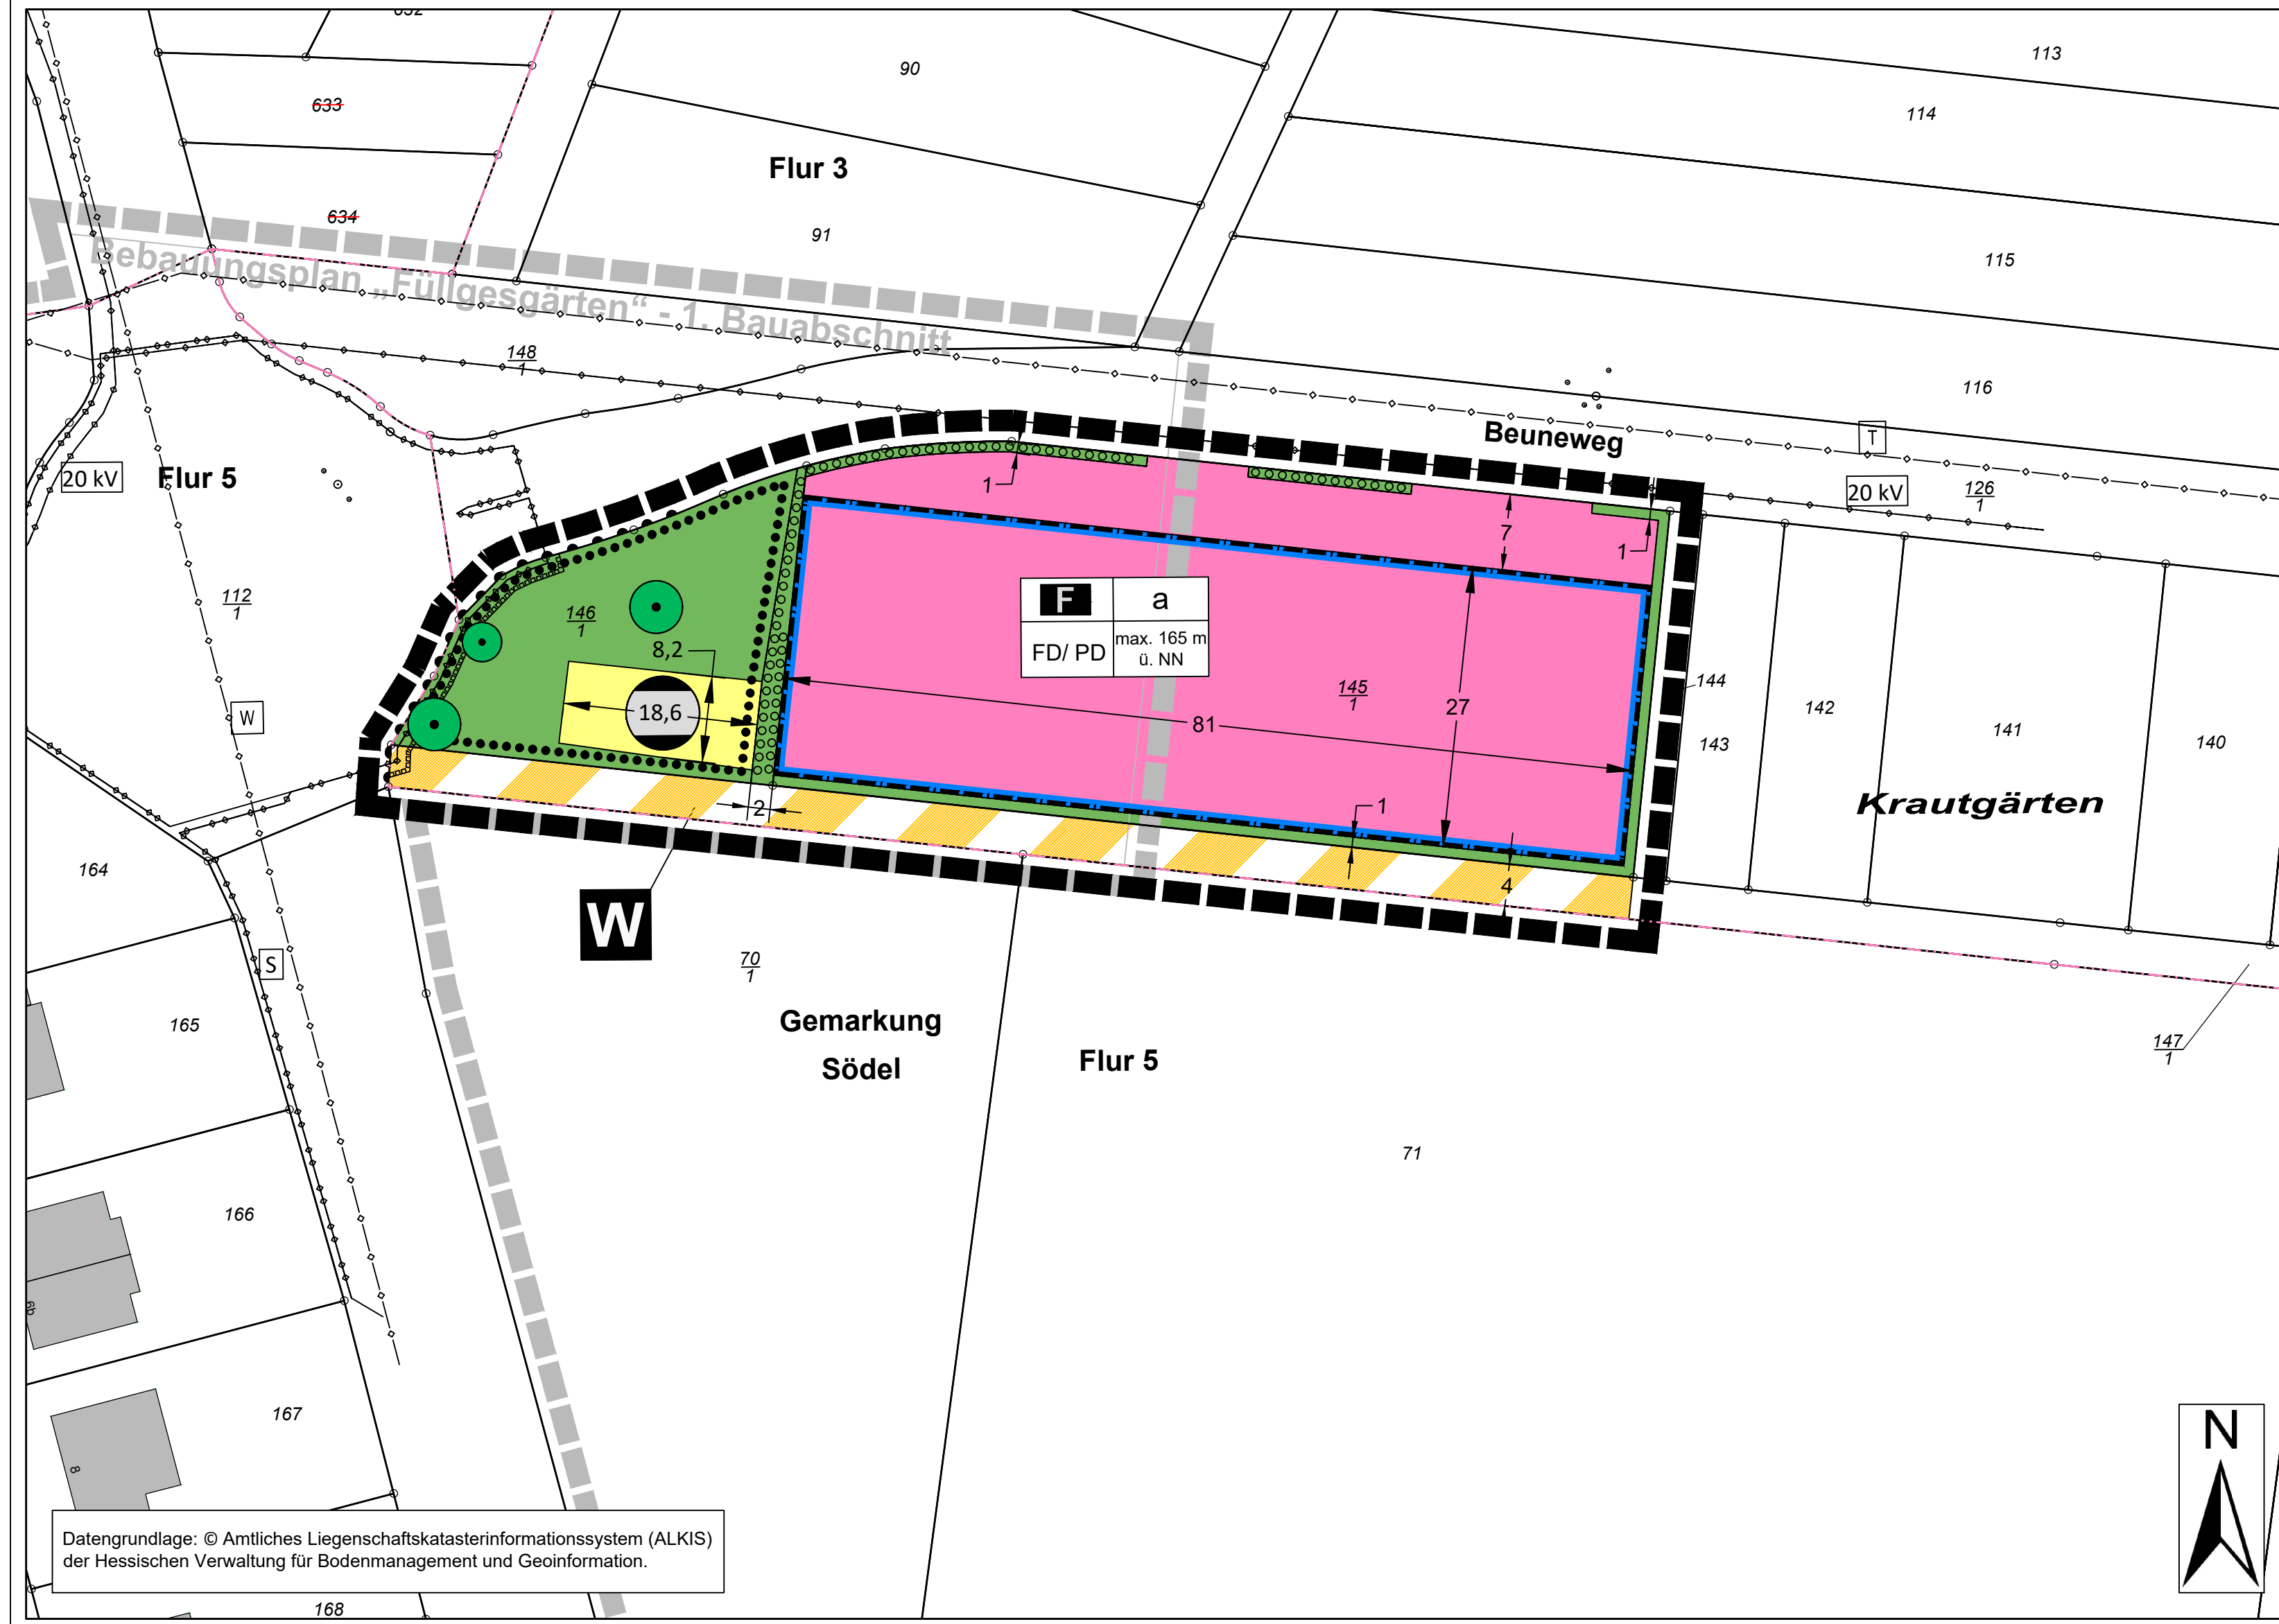 632
113
90
633
114
Flur 3
634
91
115
Bebauungsplan „Füllgesgärten“ - 1. Bauabschnitt
148
1
116
Beuneweg
T
20 kV
Flur 5
1
20 kV
126
1
7
1
112
1
146
1
F a
FD/ PD
max. 165 m
ü. NN
8,2
145
1
144
W
18,6
81
27
142
143
141
140
Krautgärten
2
1
4
164
W
S
70
1
165
Gemarkung
Södel
Flur 5
147
1
71
166
6b
167
8
N
Datengrundlage: © Amtliches Liegenschaftskatasterinformationssystem (ALKIS)
der Hessischen Verwaltung für Bodenmanagement und Geoinformation.
168